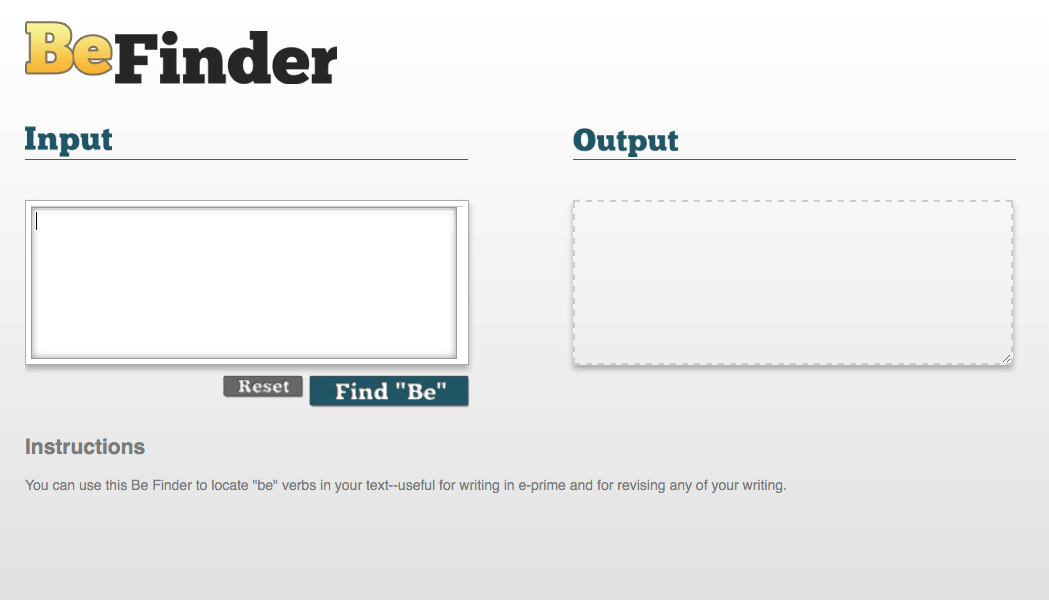 BeFinder
Input
Output
Reset
Find "Be"
Instructions
You can use this Be Finder to locate "be" verbs in your text--useful for writing in e-prime and for revising any of your writing.